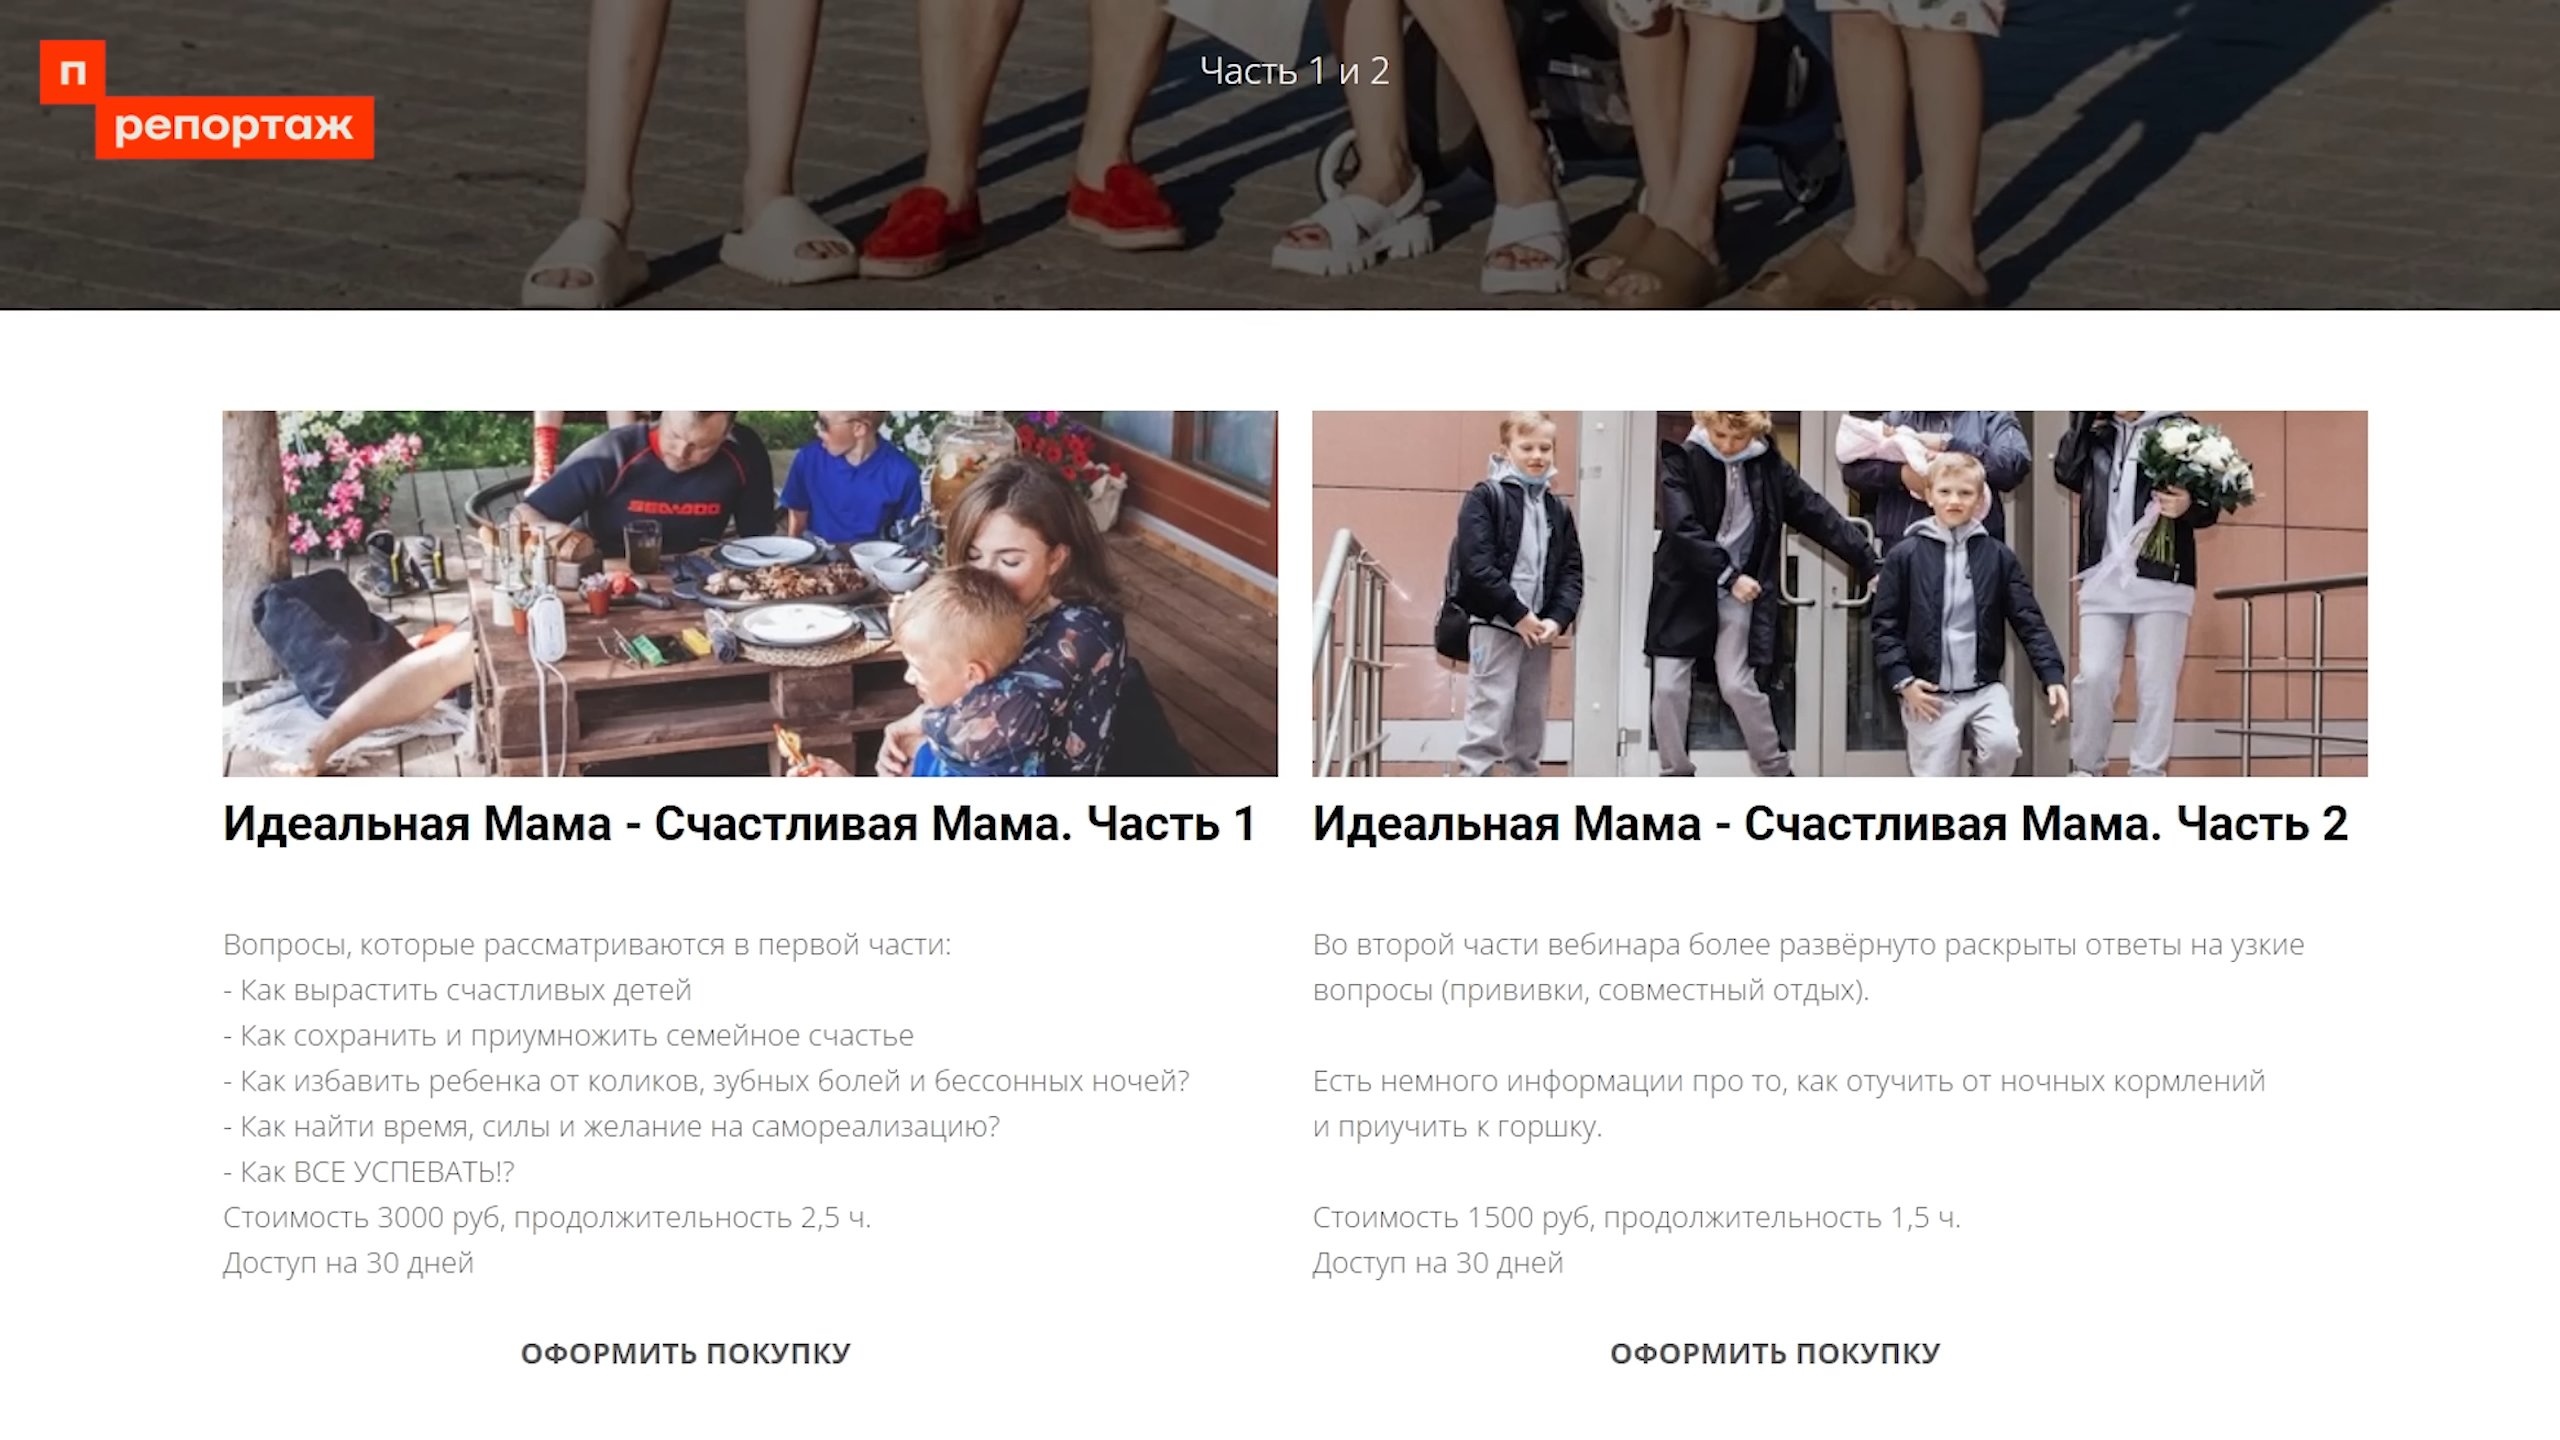 п
репортаж
Часть 1 и 2
SEA-DOO
Идеальная Мама - Счастливая Мама. Часть 1
Вопросы, которые рассматриваются в первой части:
- Как вырастить счастливых детей
- Как сохранить и приумножить семейное счастье
- Как избавить ребенка от коликов, зубных болей и бессонных ночей?
- Как найти время, силы и желание на самореализацию?
- Как ВСЕ УСПЕВАТЬ!?
Стоимость 3000 руб, продолжительность 2,5 ч.
Доступ на 30 дней
ОФОРМИТЬ ПОКУПКУ
Идеальная Мама - Счастливая Мама. Часть 2
Во второй части вебинара более развёрнуто раскрыты ответы на узкие
вопросы (прививки, совместный отдых).
Есть немного информации про то, как отучить от ночных кормлений
и приучить к горшку.
Стоимость 1500 руб, продолжительность 1,5 ч.
Доступ на 30 дней
ОФОРМИТЬ ПОКУПКУ